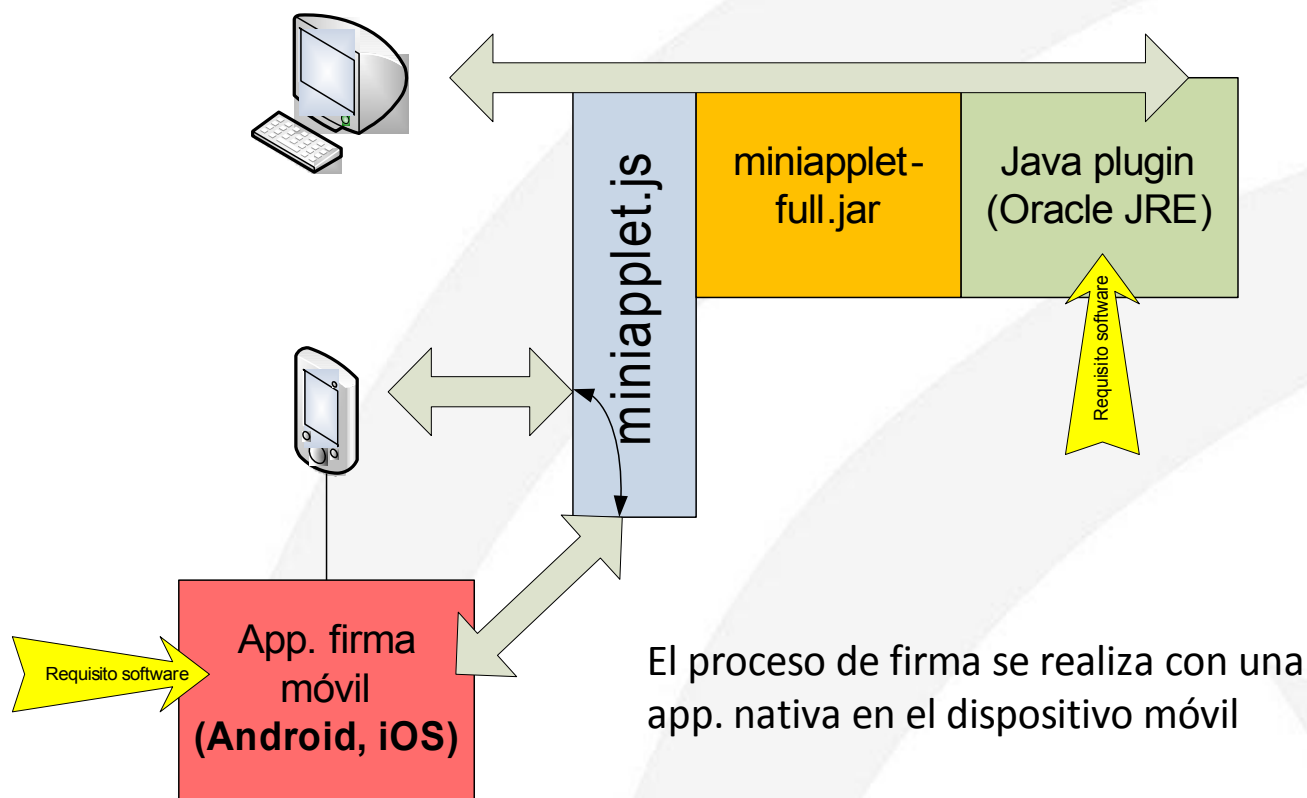 miniapplet.js
miniapplet-
full.jar
Java plugin
(Oracle JRE)
Requisito software
Requisito software
App. firma
móvil
(Android, iOS)
El proceso de firma se realiza con una
app. nativa en el dispositivo móvil